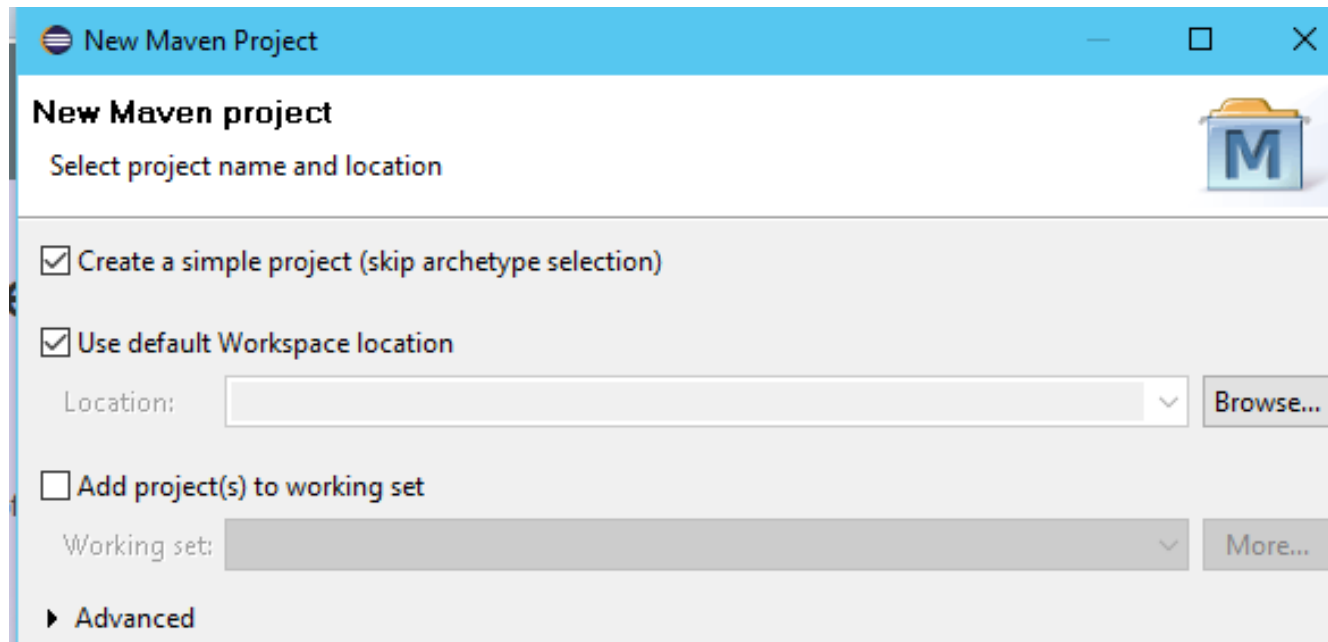 New Maven Project
New Maven project
Select project name and location
M
Create a simple project (skip archetype selection)
Use default Workspace location
Location:
Browse...
Add project(s) to working set
Working set:
More...
Advanced